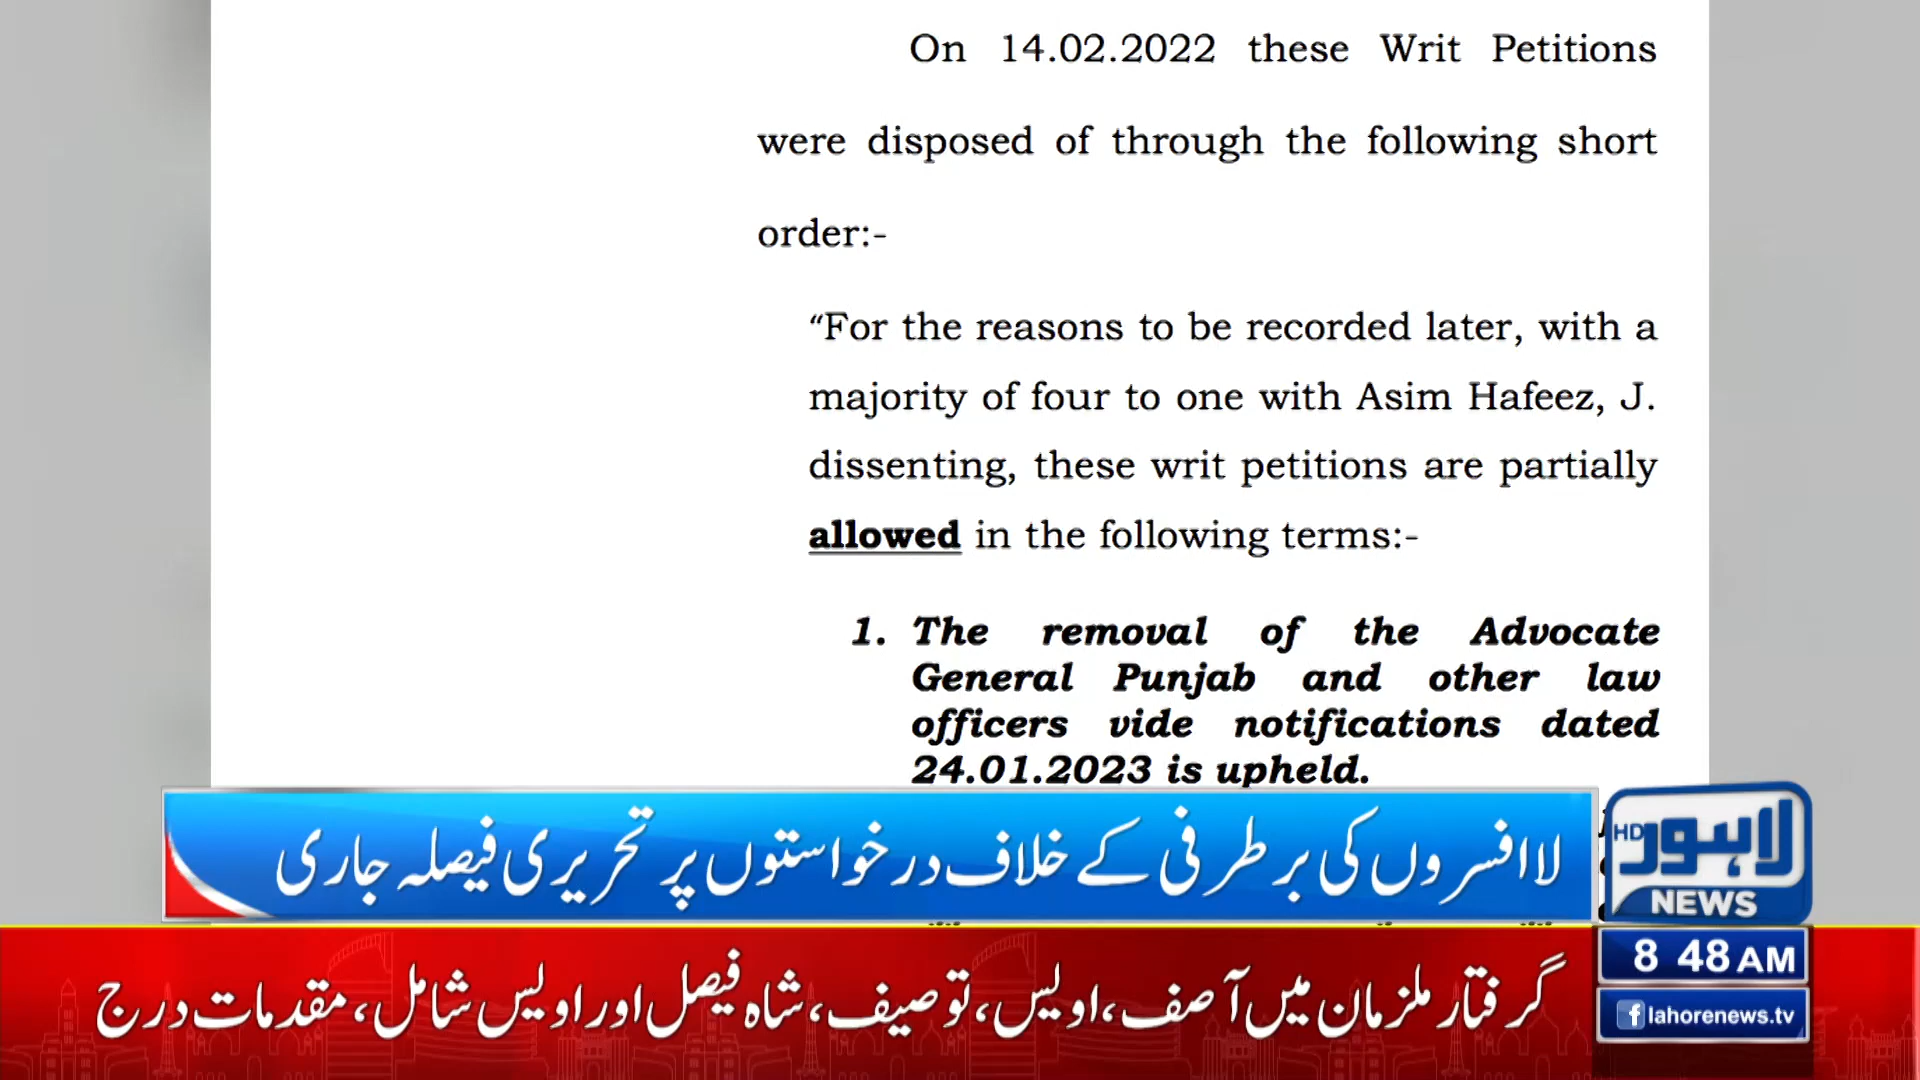 On 14.02.2022 these Writ Petitions
were disposed of through the following short
order:-
“For the reasons to be recorded later, with a
majority of four to one with Asim Hafeez, J.
dissenting, these writ petitions are partially
allowed in the following terms:-
1. The removal of the Advocate
General Punjab and other law
officers vide notifications dated
24.01.2023 is upheld.
لا افسروں کی برطرفی کے خلاف درخواستوں پر تحریری فیصلہ جاری
لاہور HD
NEWS
8 48 AM
گرفتار ملزمان میں آصف، اویس، توصیف، شاہ فیصل اور اویس شامل، مقدمات درج
lahorenews.tv